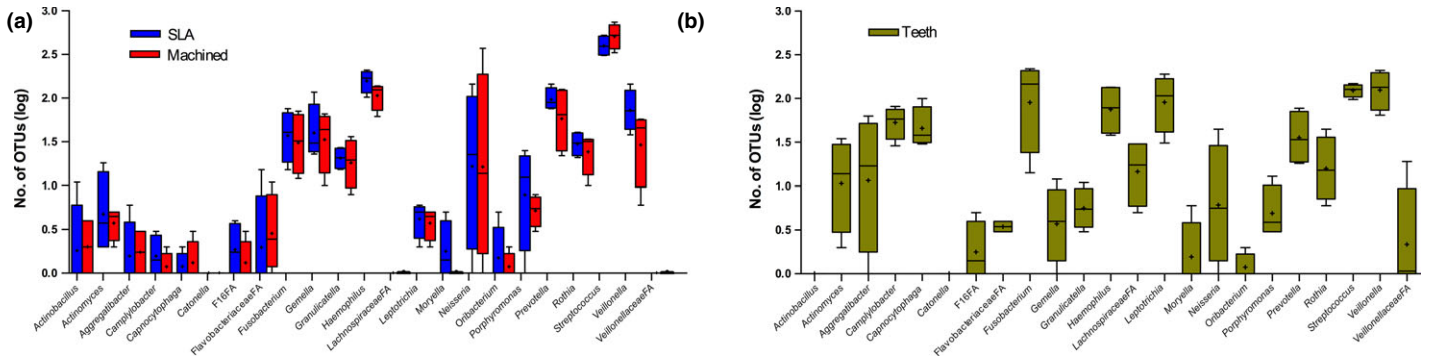 (a)
SLA
Machined
No. of OTUs (log)
3.0
2.5
2.0
1.5
1.0
0.5
0.0
Actinobacillus
Actinomyces
Aggregatibacter
Camplylobacter
Capnocytophaga
Catonella
F16FA
FlavobacteriaceaeFA
Fusobacterium
Gemella
Granulicatella
Haemophilus
LachnospiraceaeFA
Leptotrichia
Moryella
Neisseria
Oribacterium
Porphyromonas
Prevotella
Rothia
Streptococcus
Veillonella
VeillonellaceaeFA
(b)
Teeth
No. of OTUs (log)
3.0
2.5
2.0
1.5
1.0
0.5
0.0
Actinobacillus
Actinomyces
Aggregatibacter
Camplylobacter
Capnocytophaga
Catonella
F16FA
FlavobacteriaceaeFA
Fusobacterium
Gemella
Granulicatella
Haemophilus
LachnospiraceaeFA
Leptotrichia
Moryella
Neisseria
Oribacterium
Porphyromonas
Prevotella
Rothia
Streptococcus
Veillonella
VeillonellaceaeFA